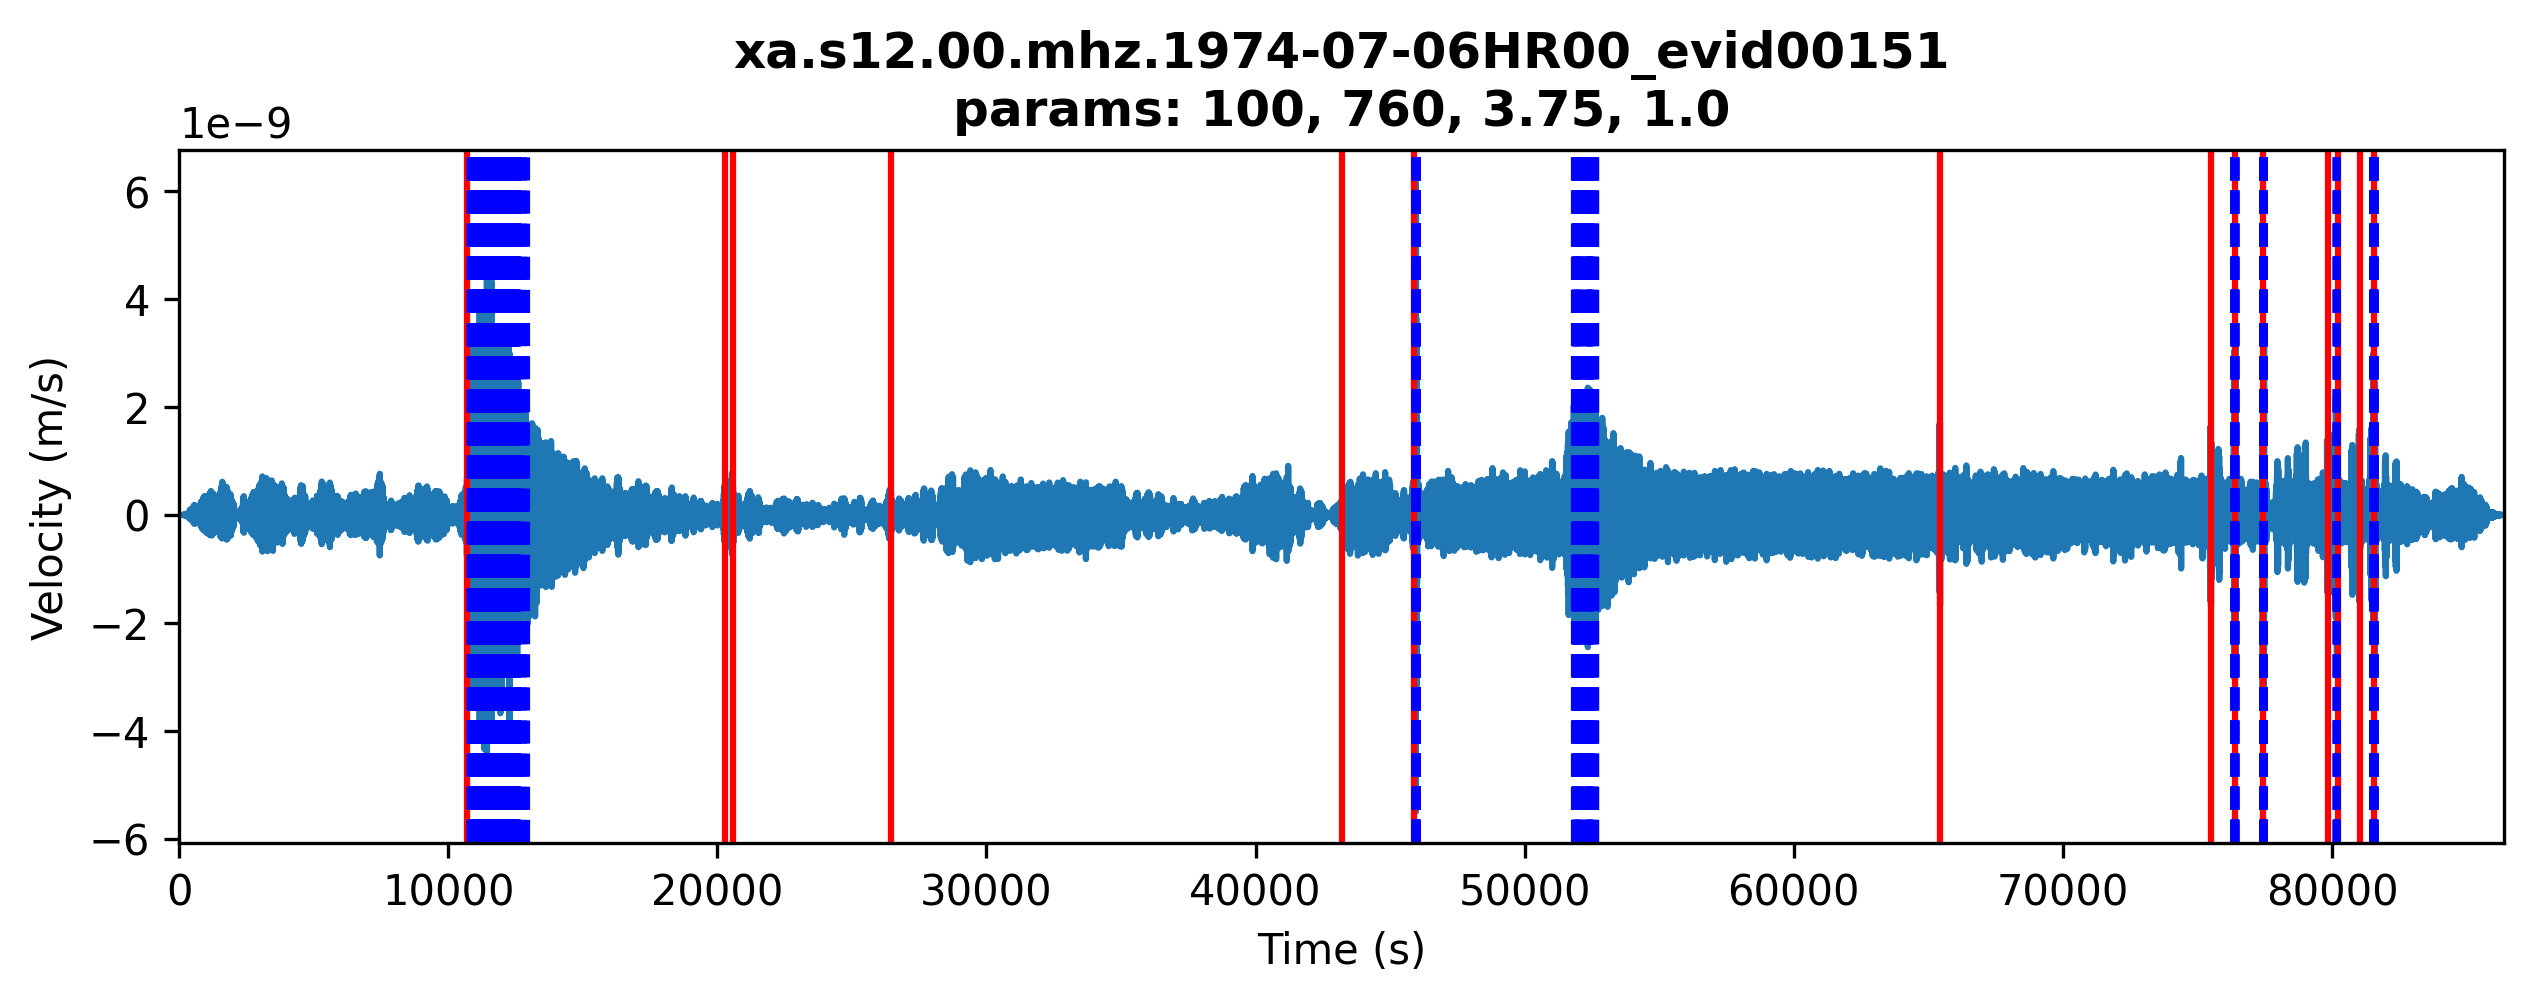 xa.s12.00.mhz.1974-07-06HR00_evid00151
params: 100, 760, 3.75, 1.0
1e−9
6
4
2
0
−2
−4
−6
Velocity (m/s)
0 10000 20000 30000 40000 50000 60000 70000 80000
Time (s)